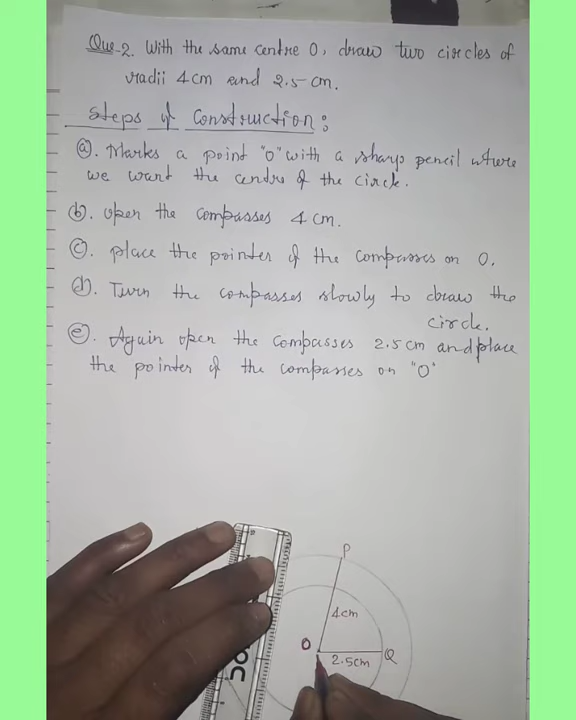 Que-2. With the same centre O, draw two circles of
radii 4cm and 2.5-cm.
Steps of Construction:
(a). Marks a point "O" with a sharp pencil where
we want the centre of the circle.
(b). Open the compasses 4 cm.
(c). place the pointer of the compasses on O.
(d). Turn the compasses slowly to draw the
circle.
(e). Again open the compasses 2.5cm and place
the pointer of the compasses on "O"
P
4cm
O
2.5cm
Q